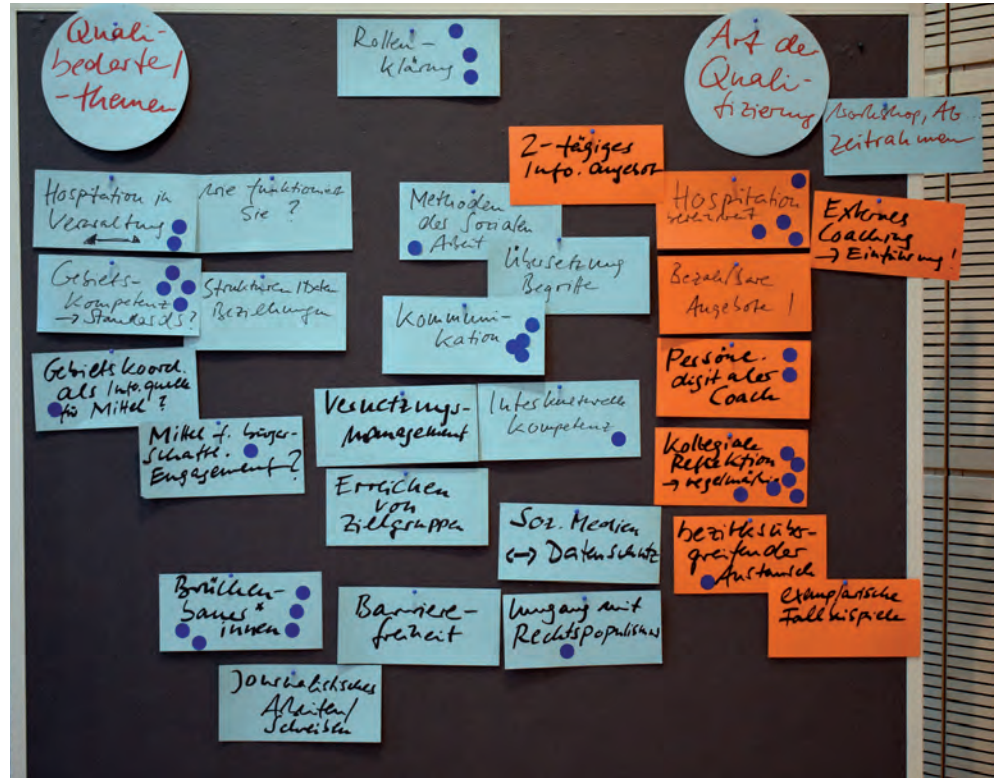 Quali-
bedarfe/
-themen
Rollen-
klärung
Art der
Quali-
fizierung
Workshop, AG...
Zeitrahmen
2-tägiges
Info.angebot
Hospitation in
Verwaltung
↔
Wie funktioniert
Sie?
Methoden
der Sozialen
Arbeit
Hospitation
Externes
Coaching
→ Einführung!
Gebiets-
kompetenz
→ Standards?
Strukturen
Beziehungen
Übersetzung
Begriffe
Bezahlbare
Angebote!
Kommuni-
kation
Gebietskoord.
als Info.quelle
für Mittel?
Persönl.
digitaler
Coach
Mittel f. bürger-
schaftl.
Engagement?
Vernetzungs-
management
Interkulturelle
Kompetenz
Kollegiale
Reflektion
→ regelmäßig
Erreichen
von
Zielgruppen
Soz. Medien
↔ Datenschutz
bezirksüber-
greifender
Austausch
Brücken-
bauer*
innen
Barriere-
freiheit
Umgang mit
Rechtspopulismus
exemplarische
Fallbeispiele
Journalistisches
Arbeiten/
Schreiben